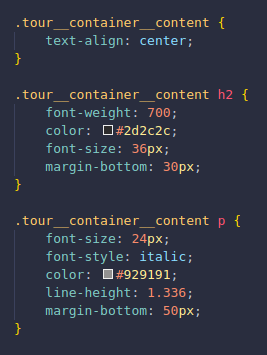 .tour__container__content {
    text-align: center;
}

.tour__container__content h2 {
    font-weight: 700;
    color: #2d2c2c;
    font-size: 36px;
    margin-bottom: 30px;
}

.tour__container__content p {
    font-size: 24px;
    font-style: italic;
    color: #929191;
    line-height: 1.336;
    margin-bottom: 50px;
}